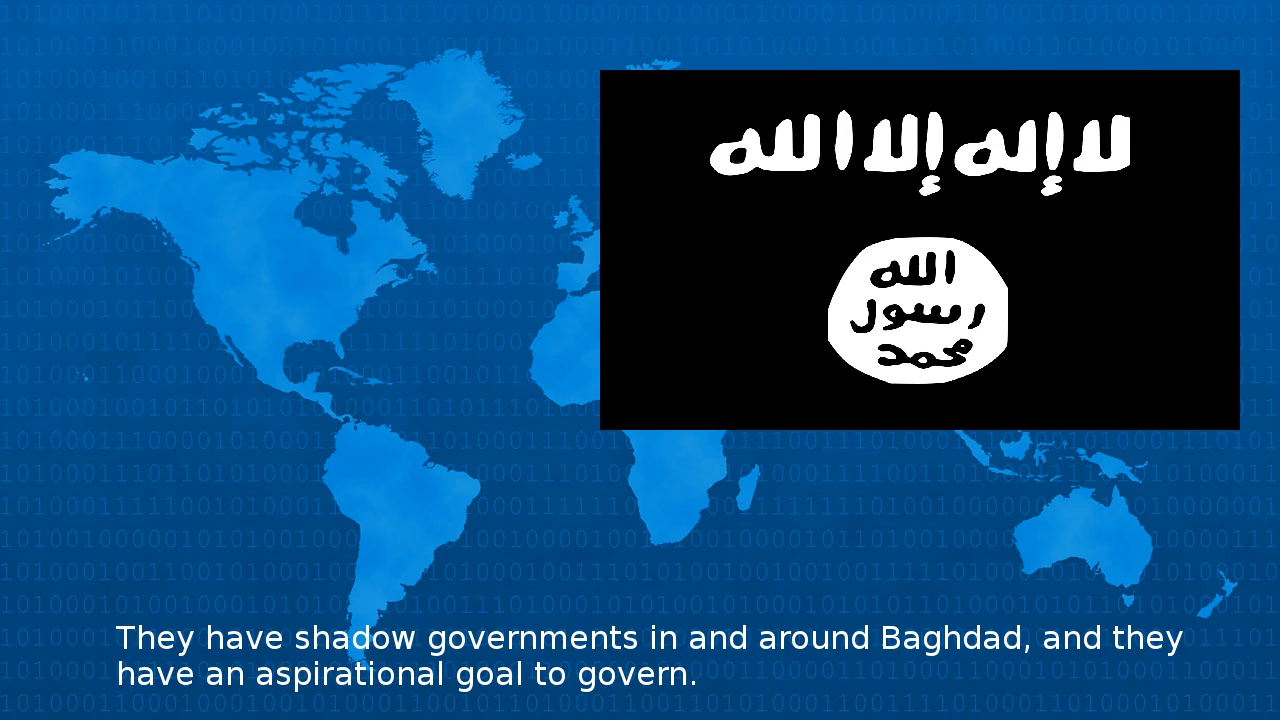 لا إله إلا الله
الله
رسول
محمد
They have shadow governments in and around Baghdad, and they
have an aspirational goal to govern.